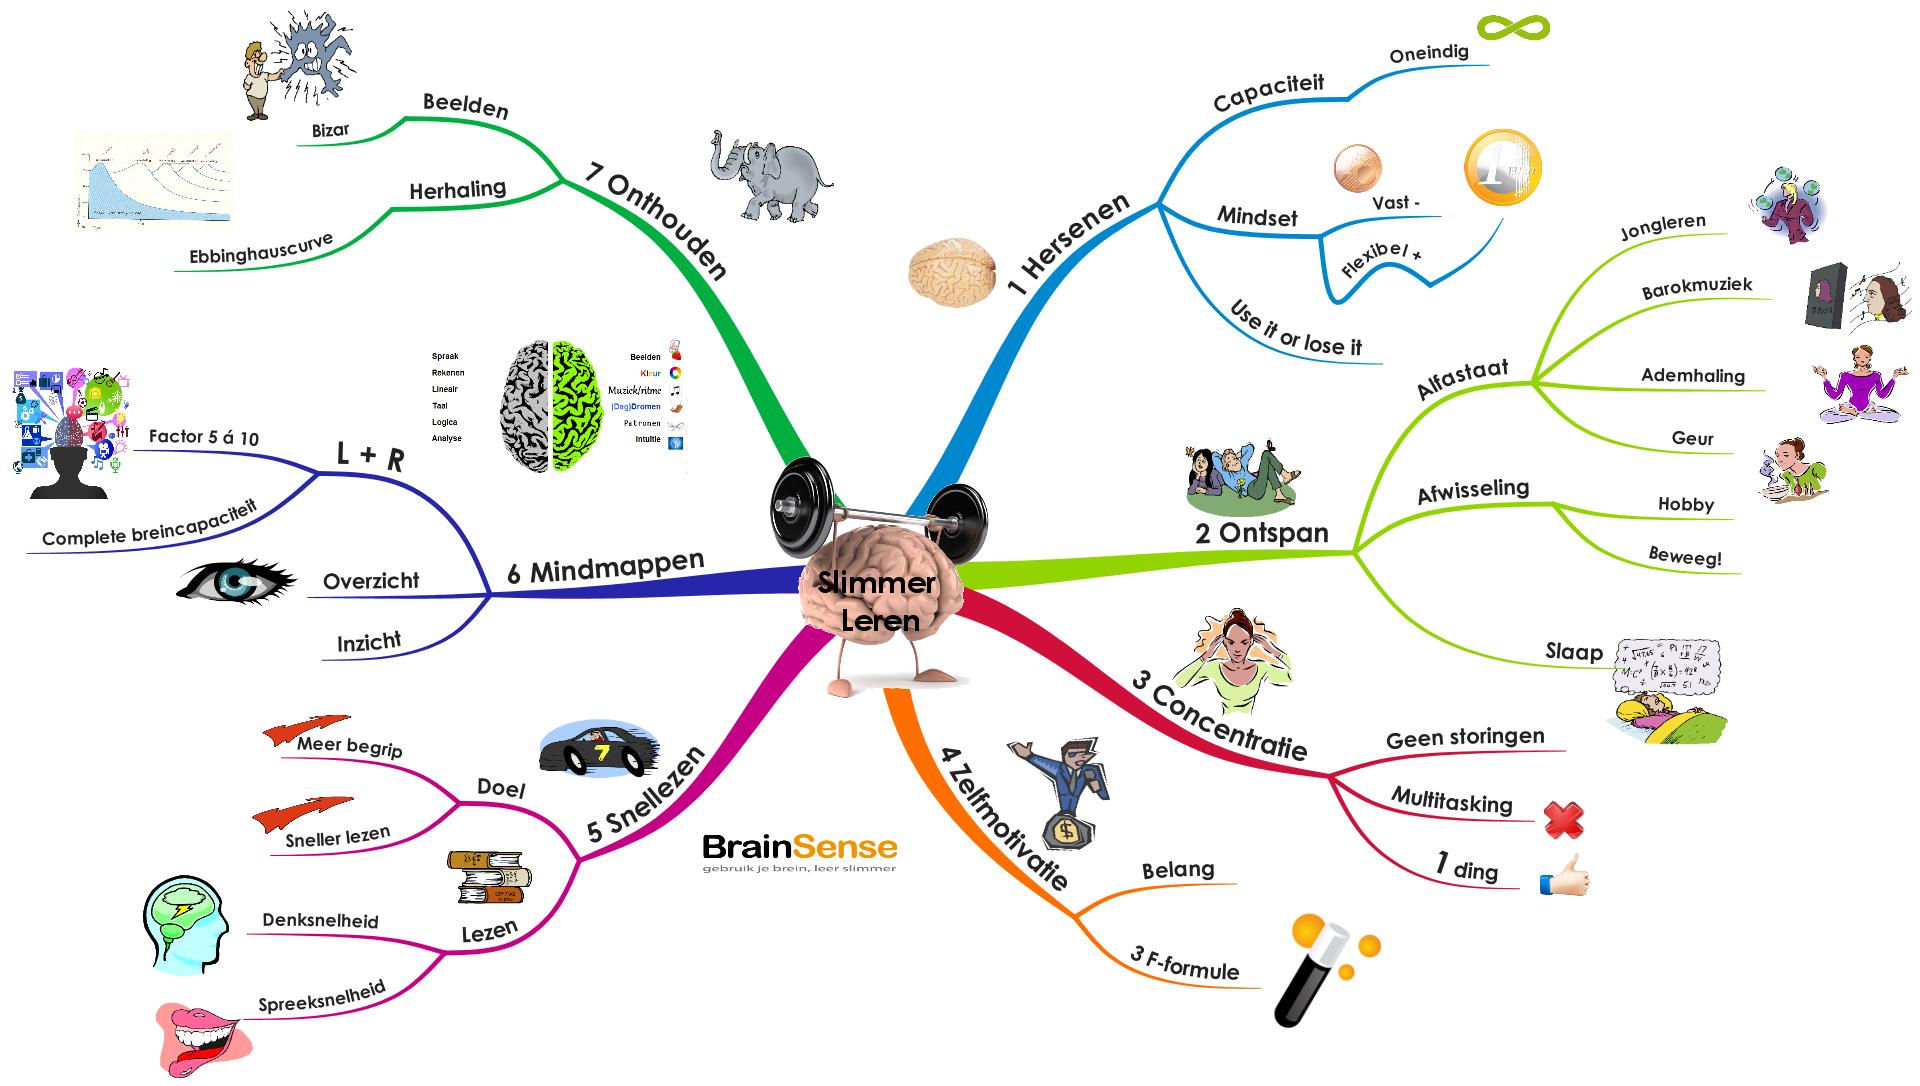 Slimmer
Leren
1 Hersenen
Capaciteit
Oneindig
Mindset
Vast -
Flexibel +
Use it or lose it
2 Ontspan
Alfastaat
Jongleren
Barokmuziek
Ademhaling
Geur
Afwisseling
Hobby
Beweeg!
Slaap
3 Concentratie
Geen storingen
Multitasking
1 ding
4 Zelfmotivatie
Belang
3 F-formule
5 Snellezen
Doel
Meer begrip
Sneller lezen
Lezen
Denksnelheid
Spreeksnelheid
7
6 Mindmappen
L + R
Factor 5 á 10
Complete breincapaciteit
Overzicht
Inzicht
Spraak
Rekenen
Lineair
Taal
Logica
Analyse
Beelden
Kleur
Muziek/ritme
(Dag)Dromen
Patronen
Intuïtie
7 Onthouden
Beelden
Bizar
Herhaling
Ebbinghauscurve
BrainSense
gebruik je brein, leer slimmer
1
$